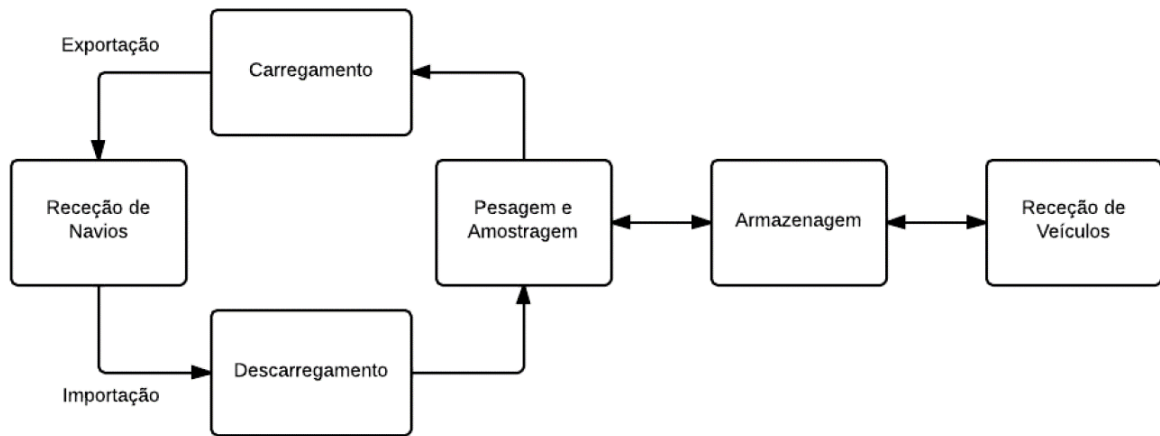 Exportação
Carregamento
Receção de
Navios
Pesagem e
Amostragem
Armazenagem
Receção de
Veículos
Descarregamento
Importação